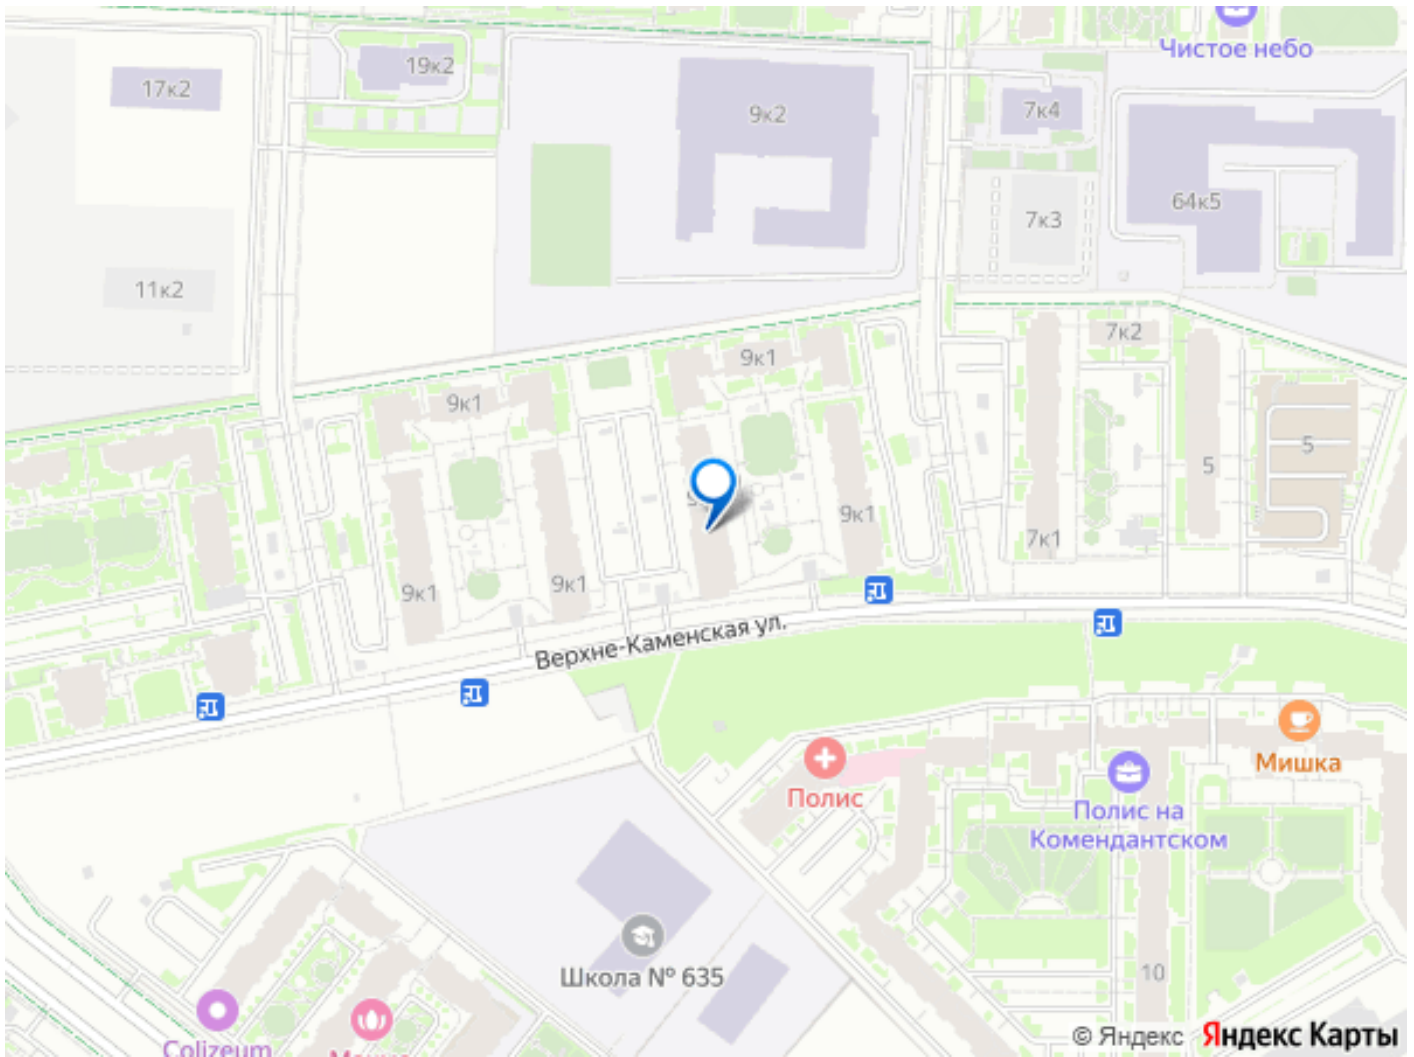 Чистое небо
19к2
17к2
9к2
7к4
64к5
7к3
11к2
7к2
9к1
9к1
5
5
9к1
7к1
9к1
9к1
Верхне-Каменская ул.
Мишка
Полис
Полис на
Комендантском
Школа № 635
10
Colizeum
© Яндекс Яндекс Карты